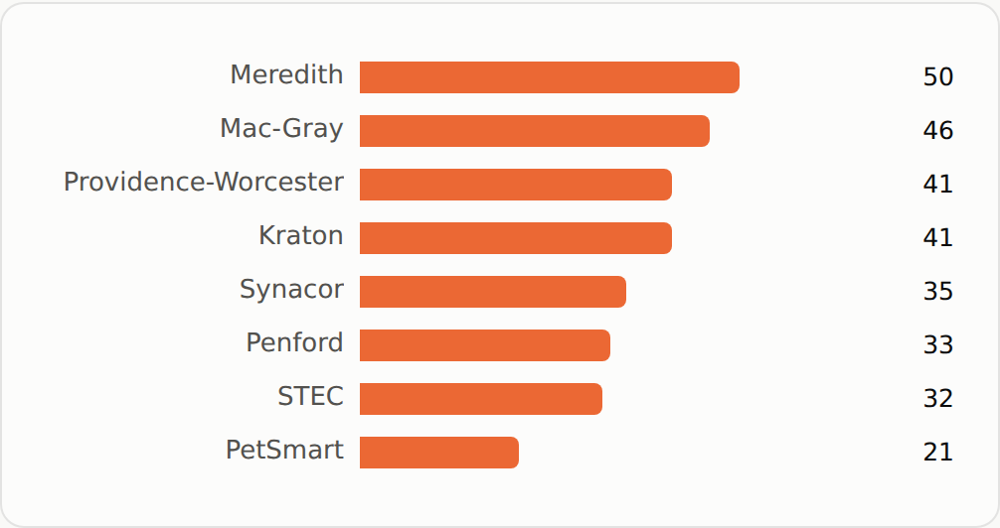 Meredith 50
Mac-Gray 46
Providence-Worcester 41
Kraton 41
Synacor 35
Penford 33
STEC 32
PetSmart 21